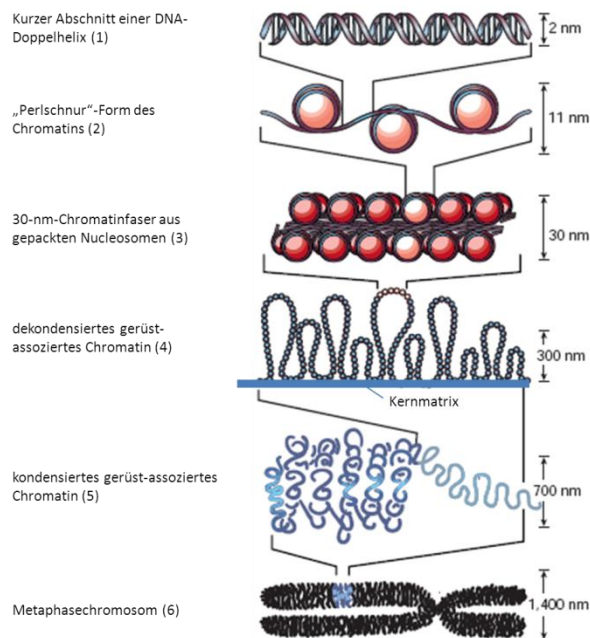 Kurzer Abschnitt einer DNA-
Doppelhelix (1)
2 nm
„Perlschnur“-Form des
Chromatins (2)
11 nm
30-nm-Chromatinfaser aus
gepackten Nucleosomen (3)
30 nm
dekondensiertes gerüst-
assoziiertes Chromatin (4)
300 nm
Kernmatrix
kondensiertes gerüst-assoziiertes
Chromatin (5)
700 nm
Metaphasechromosom (6)
1,400 nm